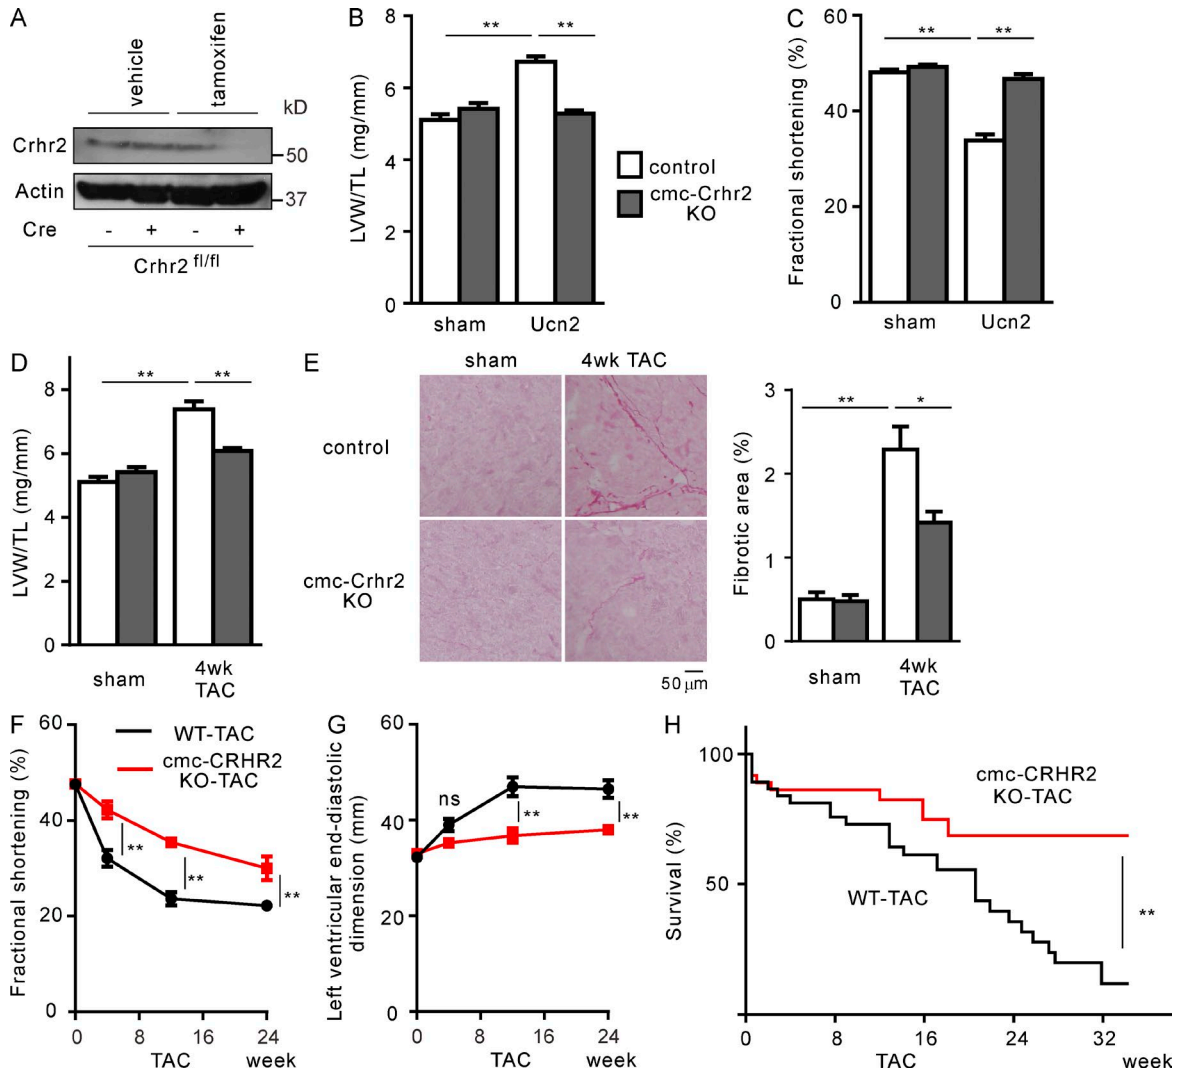 A
vehicle
tamoxifen
kD
Crhr2
50
Actin
37
Cre - + - +
Crhr2 fl/fl
B
8
6
4
2
0
LVW/TL (mg/mm)
** **
sham Ucn2
control
cmc-Crhr2
KO
C
60
40
20
0
Fractional shortening (%)
** **
sham Ucn2
D
8
6
4
2
0
LVW/TL (mg/mm)
** **
sham 4wk
TAC
E
sham 4wk TAC
control
cmc-Crhr2
KO
50 μm
3
2
1
0
Fibrotic area (%)
** *
sham 4wk
TAC
F
60
40
20
0
Fractional shortening (%)
WT-TAC
cmc-CRHR2
KO-TAC
**
**
**
0 8 16 24
TAC week
G
60
40
20
0
Left ventricular end-diastolic
dimension (mm)
ns
**
**
0 8 16 24
TAC week
H
100
50
Survival (%)
cmc-CRHR2
KO-TAC
WT-TAC
**
0 8 16 24 32
TAC week